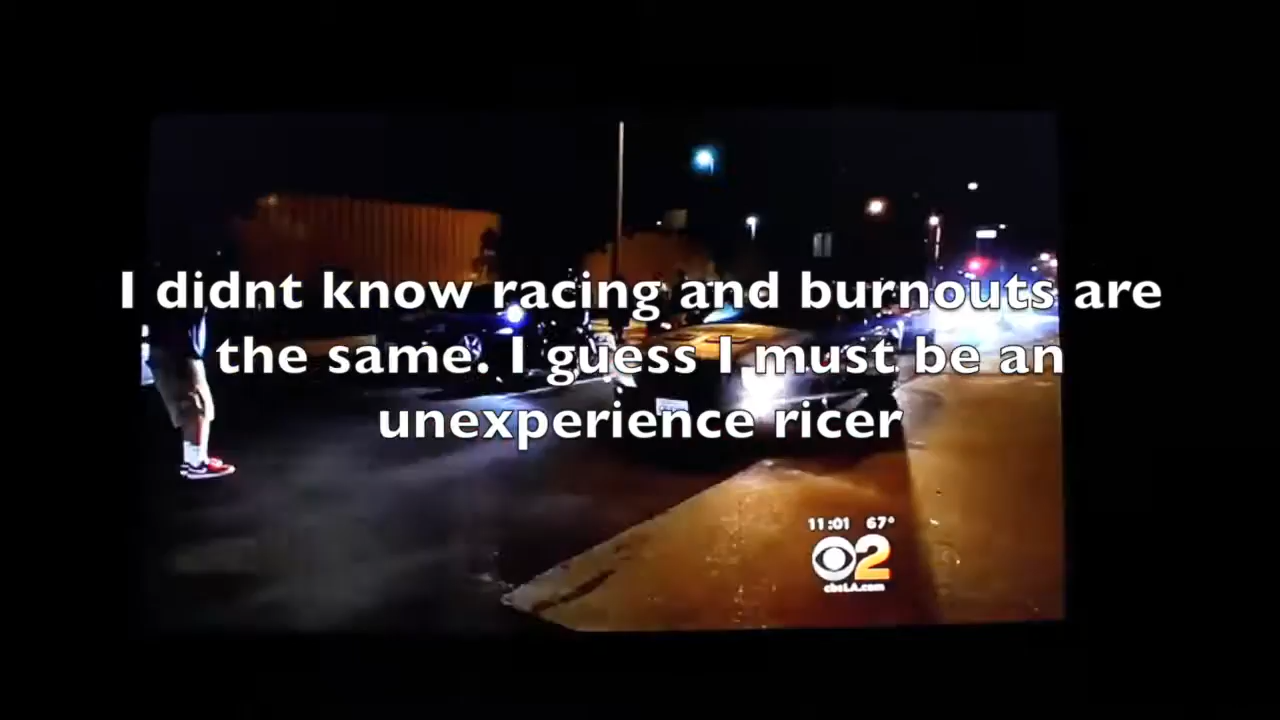 I didnt know racing and burnouts are
the same. I guess I must be an
unexperience ricer
11:01 67°
2
cbsLA.com